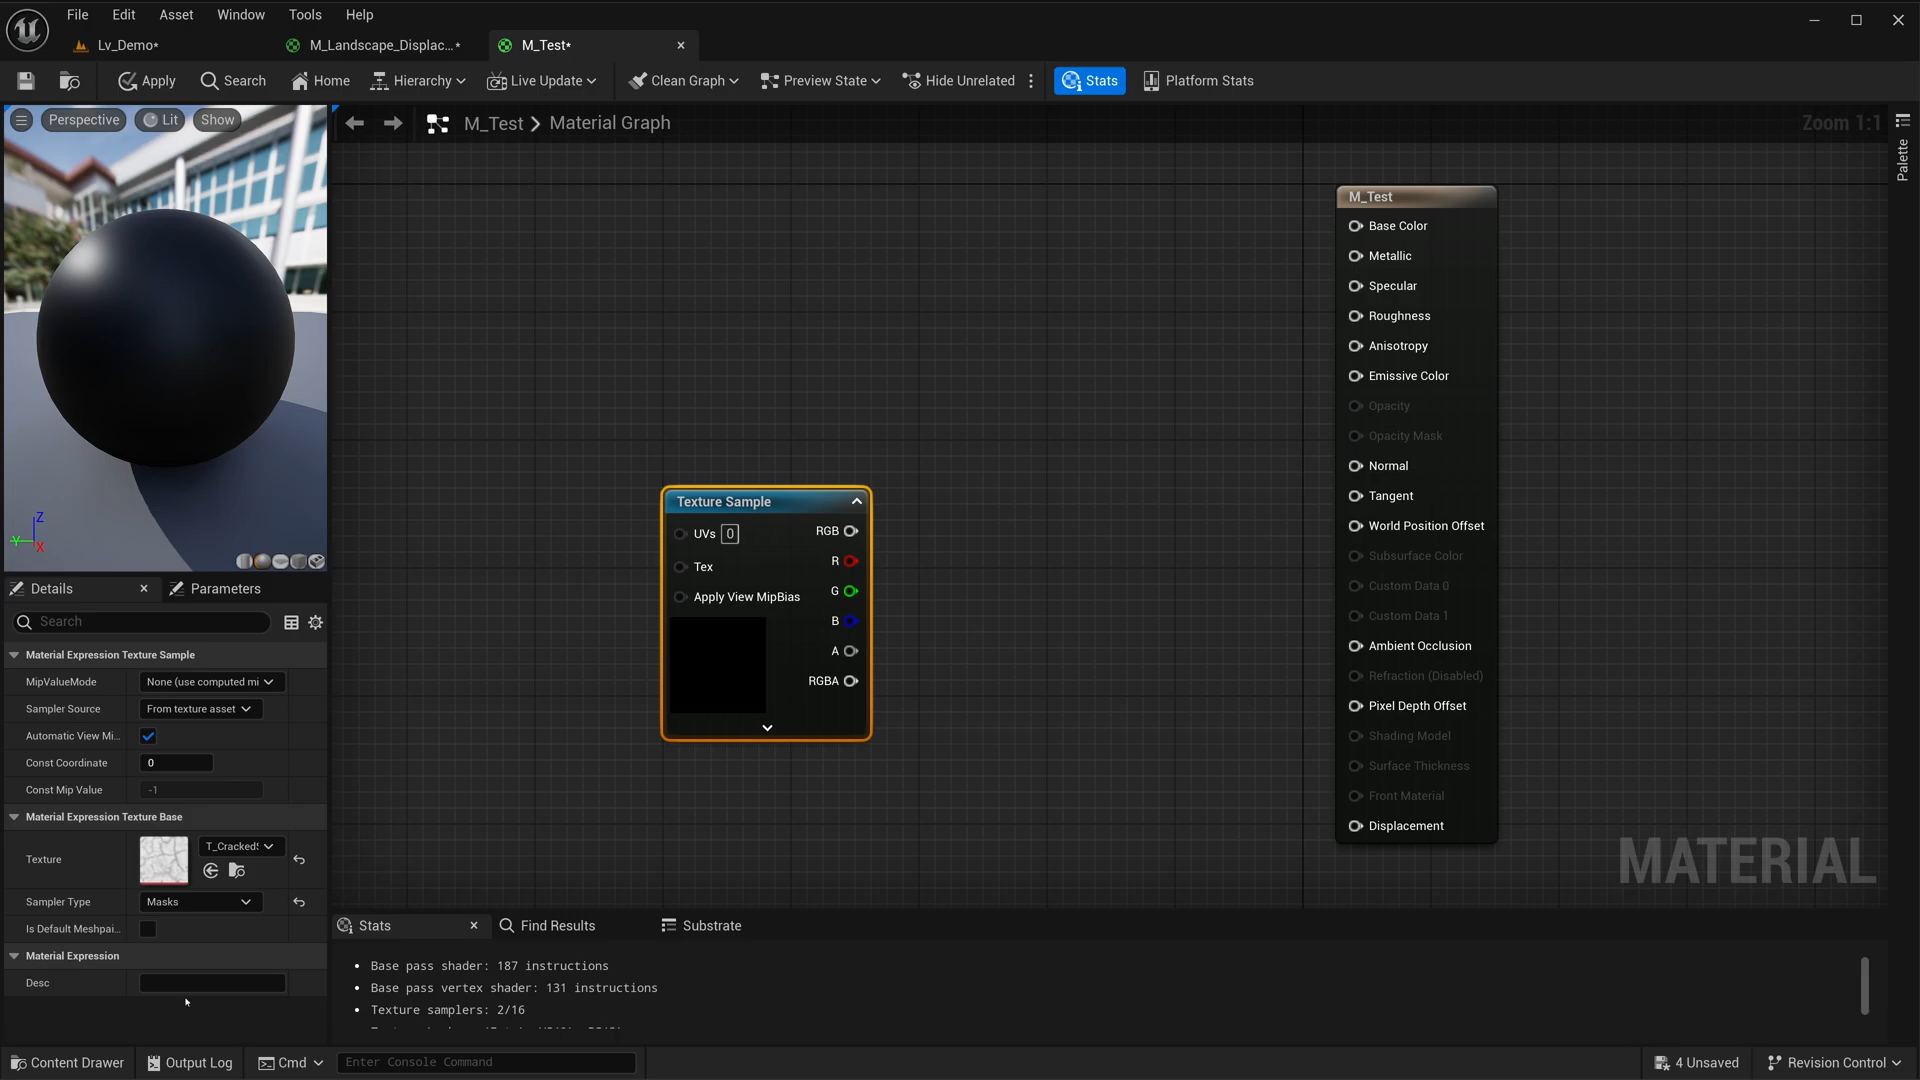 File Edit Asset Window Tools Help
Lv_Demo* M_Landscape_Displac...* M_Test*
Apply Search Home Hierarchy Live Update Clean Graph Preview State Hide Unrelated Stats Platform Stats
Perspective Lit Show
M_Test > Material Graph
Zoom 1:1
Palette
M_Test
Base Color
Metallic
Specular
Roughness
Anisotropy
Emissive Color
Opacity
Opacity Mask
Normal
Tangent
World Position Offset
Subsurface Color
Custom Data 0
Custom Data 1
Ambient Occlusion
Refraction (Disabled)
Pixel Depth Offset
Shading Model
Surface Thickness
Front Material
Displacement
Texture Sample
UVs 0 RGB
R
Tex
G
Apply View MipBias
B
A
RGBA
Z
Y
X
MATERIAL
Details Parameters
Search
Material Expression Texture Sample
MipValueMode None (use computed mi
Sampler Source From texture asset
Automatic View Mi...
Const Coordinate 0
Const Mip Value -1
Material Expression Texture Base
Texture T_Cracked
Sampler Type Masks
Is Default Meshpai...
Material Expression
Desc
Stats Find Results Substrate
• Base pass shader: 187 instructions
• Base pass vertex shader: 131 instructions
• Texture samplers: 2/16
Content Drawer Output Log Cmd Enter Console Command 4 Unsaved Revision Control